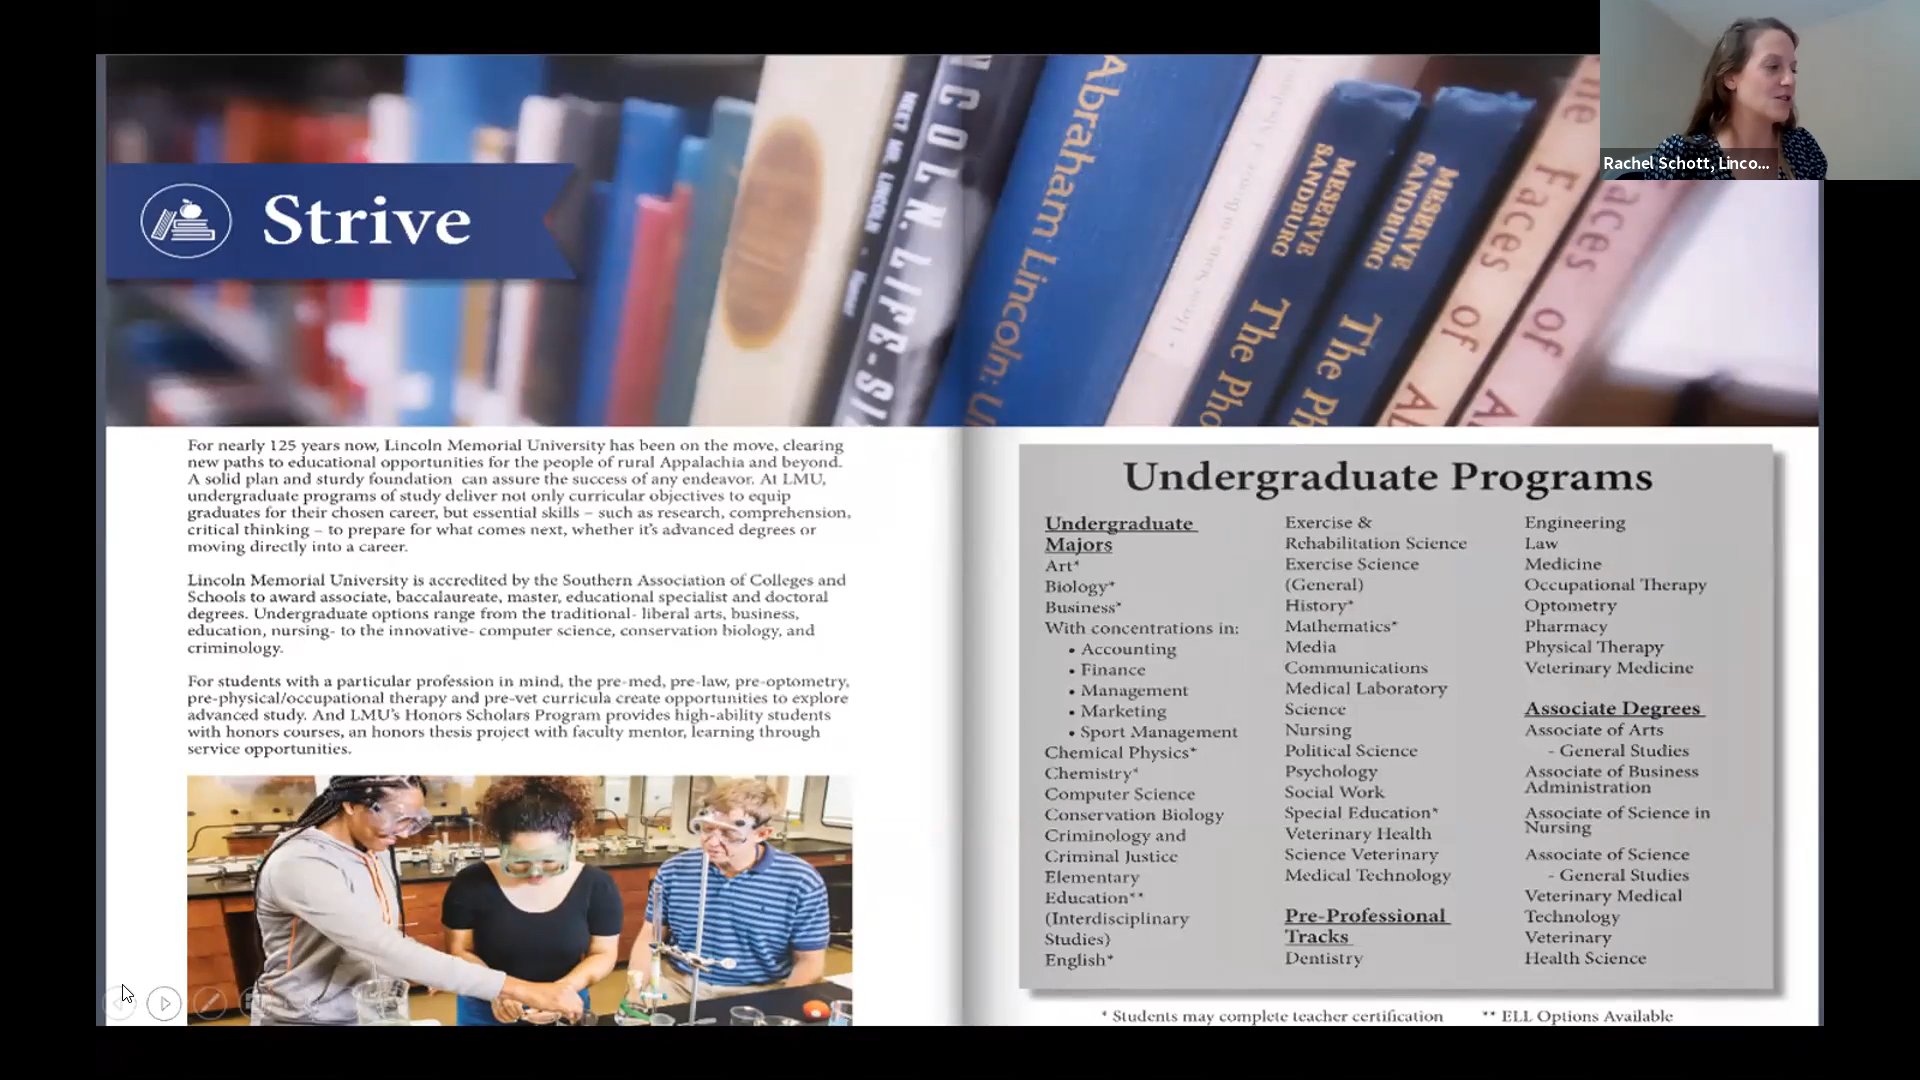 Rachel Schott, Linco...
Strive
MEET MR. LINCOLN
NCOLN. LIFE-SI
Abraham Lincoln: U
MESERVE
SANDBURG
The Pho
MESERVE
SANDBURG
The Ph
The Faces of Ab
aces of A
For nearly 125 years now, Lincoln Memorial University has been on the move, clearing
new paths to educational opportunities for the people of rural Appalachia and beyond.
A solid plan and sturdy foundation can assure the success of any endeavor. At LMU,
undergraduate programs of study deliver not only curricular objectives to equip
graduates for their chosen career, but essential skills – such as research, comprehension,
critical thinking – to prepare for what comes next, whether it's advanced degrees or
moving directly into a career.
Lincoln Memorial University is accredited by the Southern Association of Colleges and
Schools to award associate, baccalaureate, master, educational specialist and doctoral
degrees. Undergraduate options range from the traditional- liberal arts, business,
education, nursing- to the innovative- computer science, conservation biology, and
criminology.
For students with a particular profession in mind, the pre-med, pre-law, pre-optometry,
pre-physical/occupational therapy and pre-vet curricula create opportunities to explore
advanced study. And LMU's Honors Scholars Program provides high-ability students
with honors courses, an honors thesis project with faculty mentor, learning through
service opportunities.
Undergraduate Programs
Undergraduate
Majors
Art*
Biology*
Business*
With concentrations in:
• Accounting
• Finance
• Management
• Marketing
• Sport Management
Chemical Physics*
Chemistry*
Computer Science
Conservation Biology
Criminology and
Criminal Justice
Elementary
Education**
(Interdisciplinary
Studies)
English*
Exercise &
Rehabilitation Science
Exercise Science
(General)
History*
Mathematics*
Media
Communications
Medical Laboratory
Science
Nursing
Political Science
Psychology
Social Work
Special Education*
Veterinary Health
Science Veterinary
Medical Technology
Pre-Professional
Tracks
Dentistry
Engineering
Law
Medicine
Occupational Therapy
Optometry
Pharmacy
Physical Therapy
Veterinary Medicine
Associate Degrees
Associate of Arts
- General Studies
Associate of Business
Administration
Associate of Science in
Nursing
Associate of Science
- General Studies
Veterinary Medical
Technology
Veterinary
Health Science
* Students may complete teacher certification
** ELL Options Available